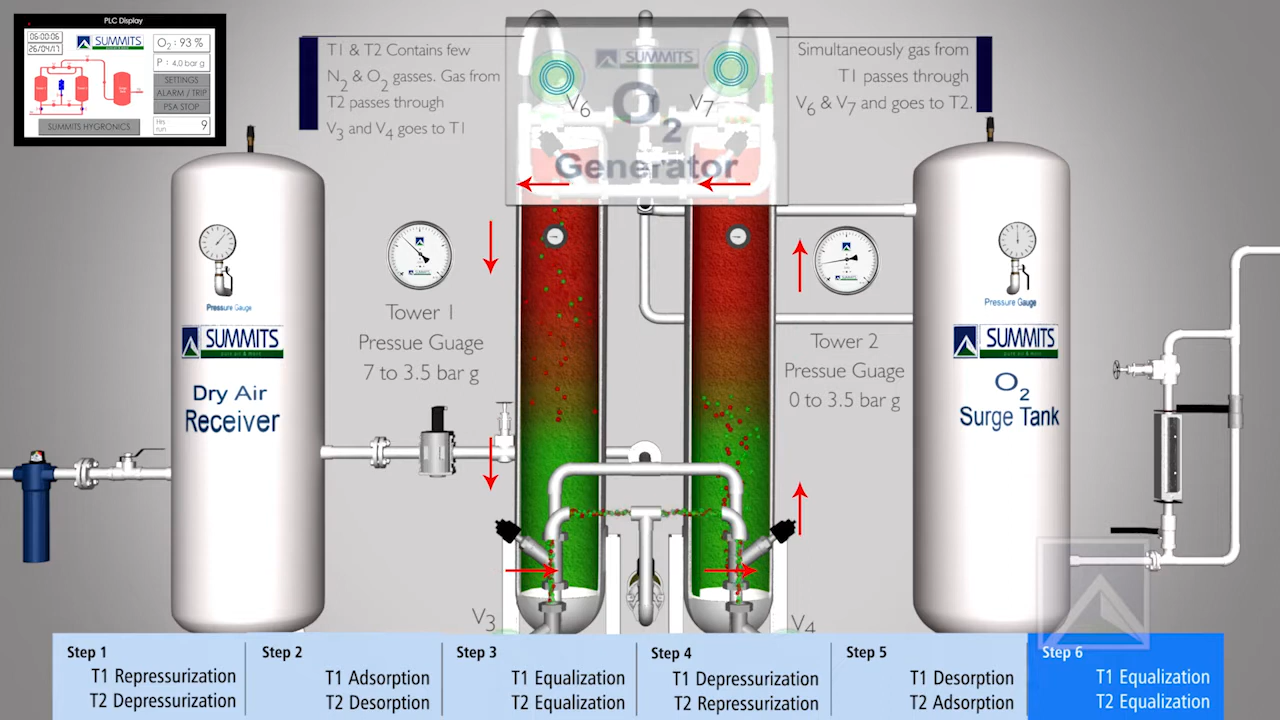 PLC Display
06:00:06
26/04/17
SUMMITS
O2 : 93 %
P : 4.0 bar g
SETTINGS
ALARM / TRIP
PSA STOP
SUMMITS HYGRONICS
Hrs
run
9
T1 & T2 Contains few
N2 & O2 gasses. Gas from
T2 passes through
V3 and V4 goes to T1
SUMMITS
O2
Generator
V6
V7
Simultaneously gas from
T1 passes through
V6 & V7 and goes to T2.
Pressure Gauge
SUMMITS
Dry Air
Receiver
Tower 1
Pressue Guage
7 to 3.5 bar g
Tower 2
Pressue Guage
0 to 3.5 bar g
Pressure Gauge
SUMMITS
O2
Surge Tank
V3
V4
Step 1
T1 Repressurization
T2 Depressurization
Step 2
T1 Adsorption
T2 Desorption
Step 3
T1 Equalization
T2 Equalization
Step 4
T1 Depressurization
T2 Repressurization
Step 5
T1 Desorption
T2 Adsorption
Step 6
T1 Equalization
T2 Equalization